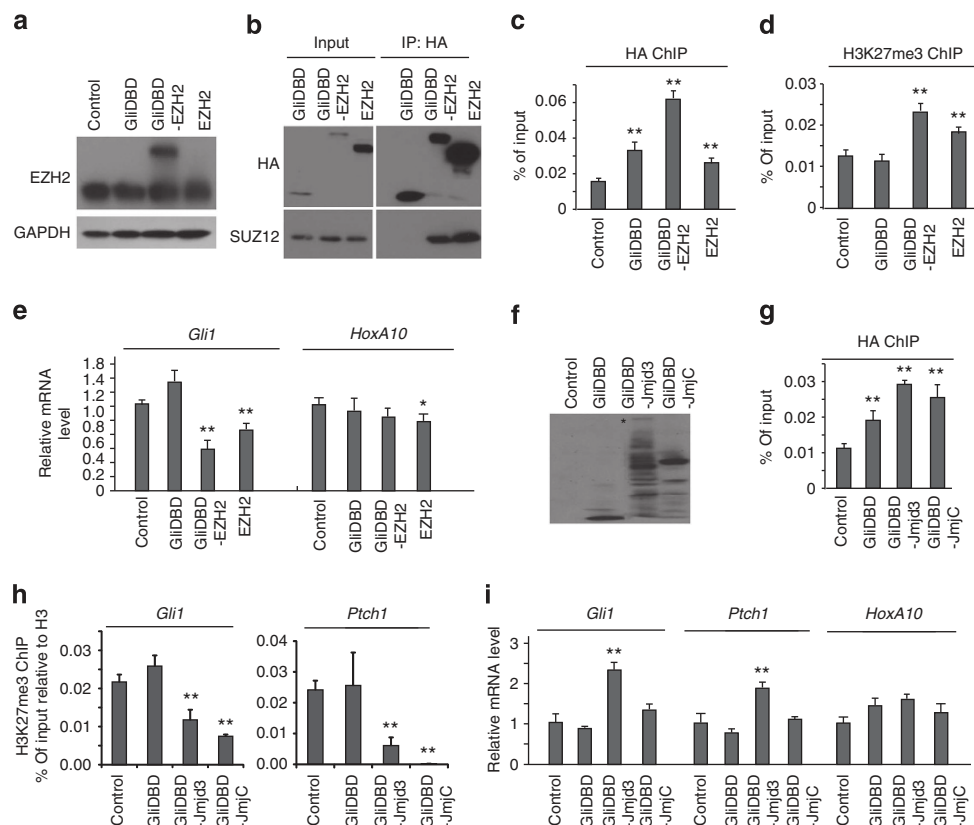 a
Control
GliDBD
GliDBD
-EZH2
EZH2
EZH2
GAPDH
b
Input
IP: HA
GliDBD
GliDBD
-EZH2
EZH2
GliDBD
GliDBD
-EZH2
EZH2
HA
SUZ12
c
HA ChIP
% Of input
0.06
0.04
0.02
0
**
**
**
Control
GliDBD
GliDBD
-EZH2
EZH2
d
H3K27me3 ChIP
% Of input
0.03
0.02
0.01
0
**
**
Control
GliDBD
GliDBD
-EZH2
EZH2
e
Gli1
HoxA10
Relative mRNA
level
1.8
1.4
1.2
1.0
0.8
0.6
0.4
0.2
0
**
**
*
Control
GliDBD
GliDBD
-EZH2
EZH2
Control
GliDBD
GliDBD
-EZH2
EZH2
f
Control
GliDBD
GliDBD
-Jmjd3
GliDBD
-JmjC
*
g
HA ChIP
% Of input
0.03
0.02
0.01
0
**
**
**
Control
GliDBD
GliDBD
-Jmjd3
GliDBD
-JmjC
h
Gli1
Ptch1
H3K27me3 ChIP
% Of input relative to H3
0.03
0.02
0.01
0.00
**
**
Control
GliDBD
GliDBD
-Jmjd3
GliDBD
-JmjC
0.04
0.03
0.02
0.01
0.00
**
**
Control
GliDBD
GliDBD
-Jmjd3
GliDBD
-JmjC
i
Gli1
Ptch1
HoxA10
Relative mRNA level
3
2
1
0
**
**
Control
GliDBD
GliDBD
-Jmjd3
GliDBD
-JmjC
Control
GliDBD
GliDBD
-Jmjd3
GliDBD
-JmjC
Control
GliDBD
GliDBD
-Jmjd3
GliDBD
-JmjC